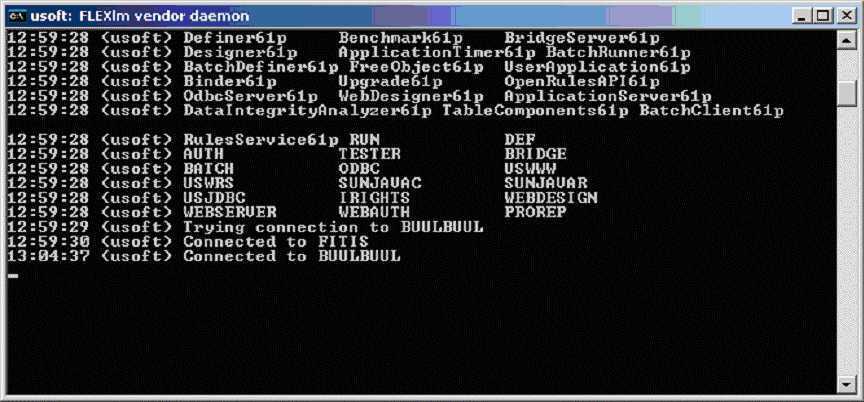 usoft: FLEXlm vendor daemon
12:59:28 (usoft) Definer61p Benchmark61p BridgeServer61p
12:59:28 (usoft) Designer61p ApplicationTimer61p BatchRunner61p
12:59:28 (usoft) BatchDefiner61p FreeObject61p UserApplication61p
12:59:28 (usoft) Binder61p Upgrade61p OpenRulesAPI61p
12:59:28 (usoft) OdbcServer61p WebDesigner61p ApplicationServer61p
12:59:28 (usoft) DataIntegrityAnalyzer61p TableComponents61p BatchClient61p
12:59:28 (usoft) RulesService61p RUN DEF
12:59:28 (usoft) AUTH TESTER BRIDGE
12:59:28 (usoft) BATCH ODBC USWWW
12:59:28 (usoft) USWRS SUNJAVAC SUNJAVAR
12:59:28 (usoft) USJDBC IRIGHTS WEBDESIGN
12:59:28 (usoft) WEBSERVER WEBAUTH PROREP
12:59:29 (usoft) Trying connection to BUULBUUL
12:59:30 (usoft) Connected to FITIS
13:04:37 (usoft) Connected to BUULBUUL